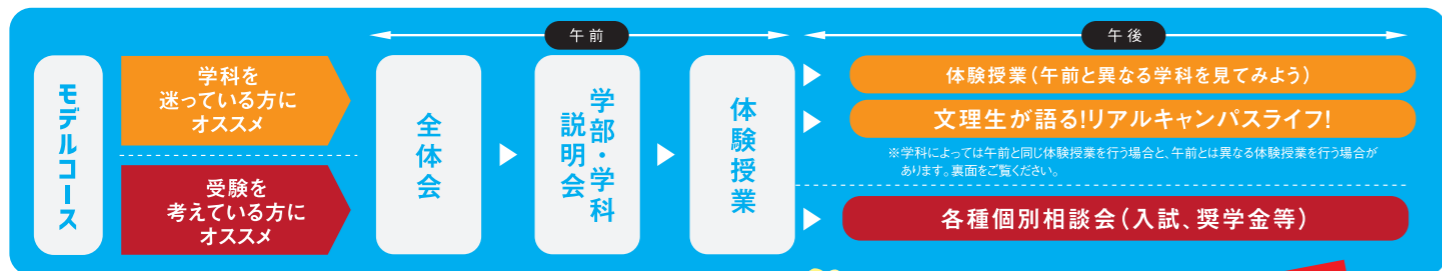 午前
午後
モデルコース
学科を
迷っている方に
オススメ
受験を
考えている方に
オススメ
全体会
学部・学科
説明会
体験授業
体験授業（午前と異なる学科を見てみよう）
文理生が語る!リアルキャンパスライフ!
※学科によっては午前と同じ体験授業を行う場合と、午前とは異なる体験授業を行う場合が
あります。裏面をご覧ください。
各種個別相談会（入試、奨学金等）